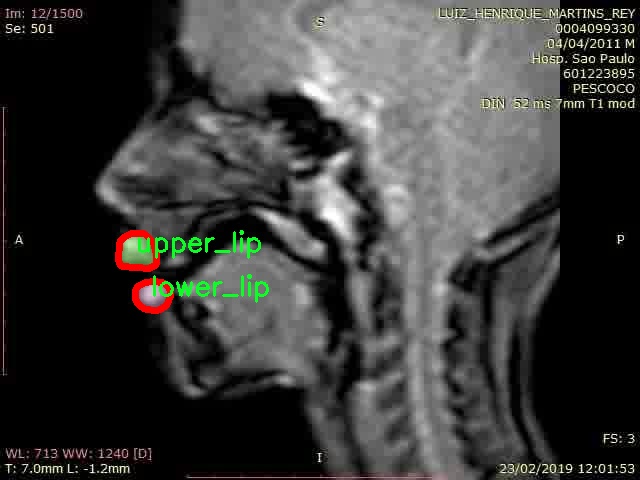 Im: 12/1500
Se: 501
S
LUIZ_HENRIQUE_MARTINS_REY
0004099330
04/04/2011 M
Hosp. Sao Paulo
601223895
PESCOCO
DIN 52 ms 7mm T1 mod
A
upper_lip
P
lower_lip
FS: 3
WL: 713 WW: 1240 [D]
T: 7.0mm L: -1.2mm
I
23/02/2019 12:01:53